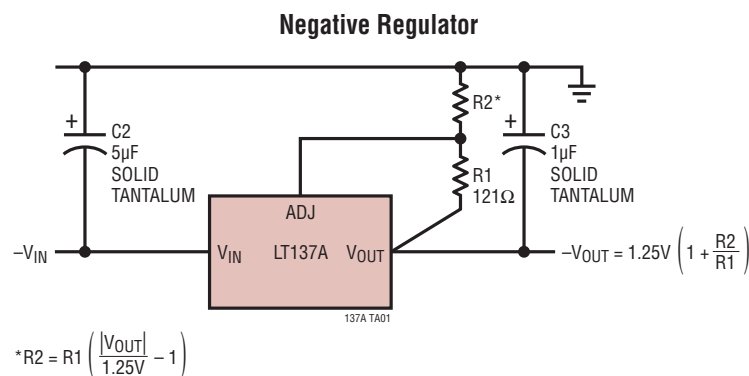 Negative Regulator
R2*
+
C2
5µF
SOLID
TANTALUM
+
C3
1µF
SOLID
TANTALUM
R1
121Ω
ADJ
–VIN
VIN
LT137A
VOUT
–VOUT = 1.25V (1 + R2/R1)
137A TA01
*R2 = R1 (|VOUT|/1.25V – 1)